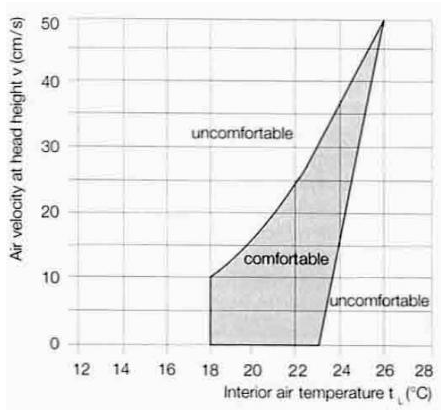 Air velocity at head height v (cm/s)
50
40
30
20
10
0
uncomfortable
comfortable
uncomfortable
12 14 16 18 20 22 24 26 28
Interior air temperature t L (°C)